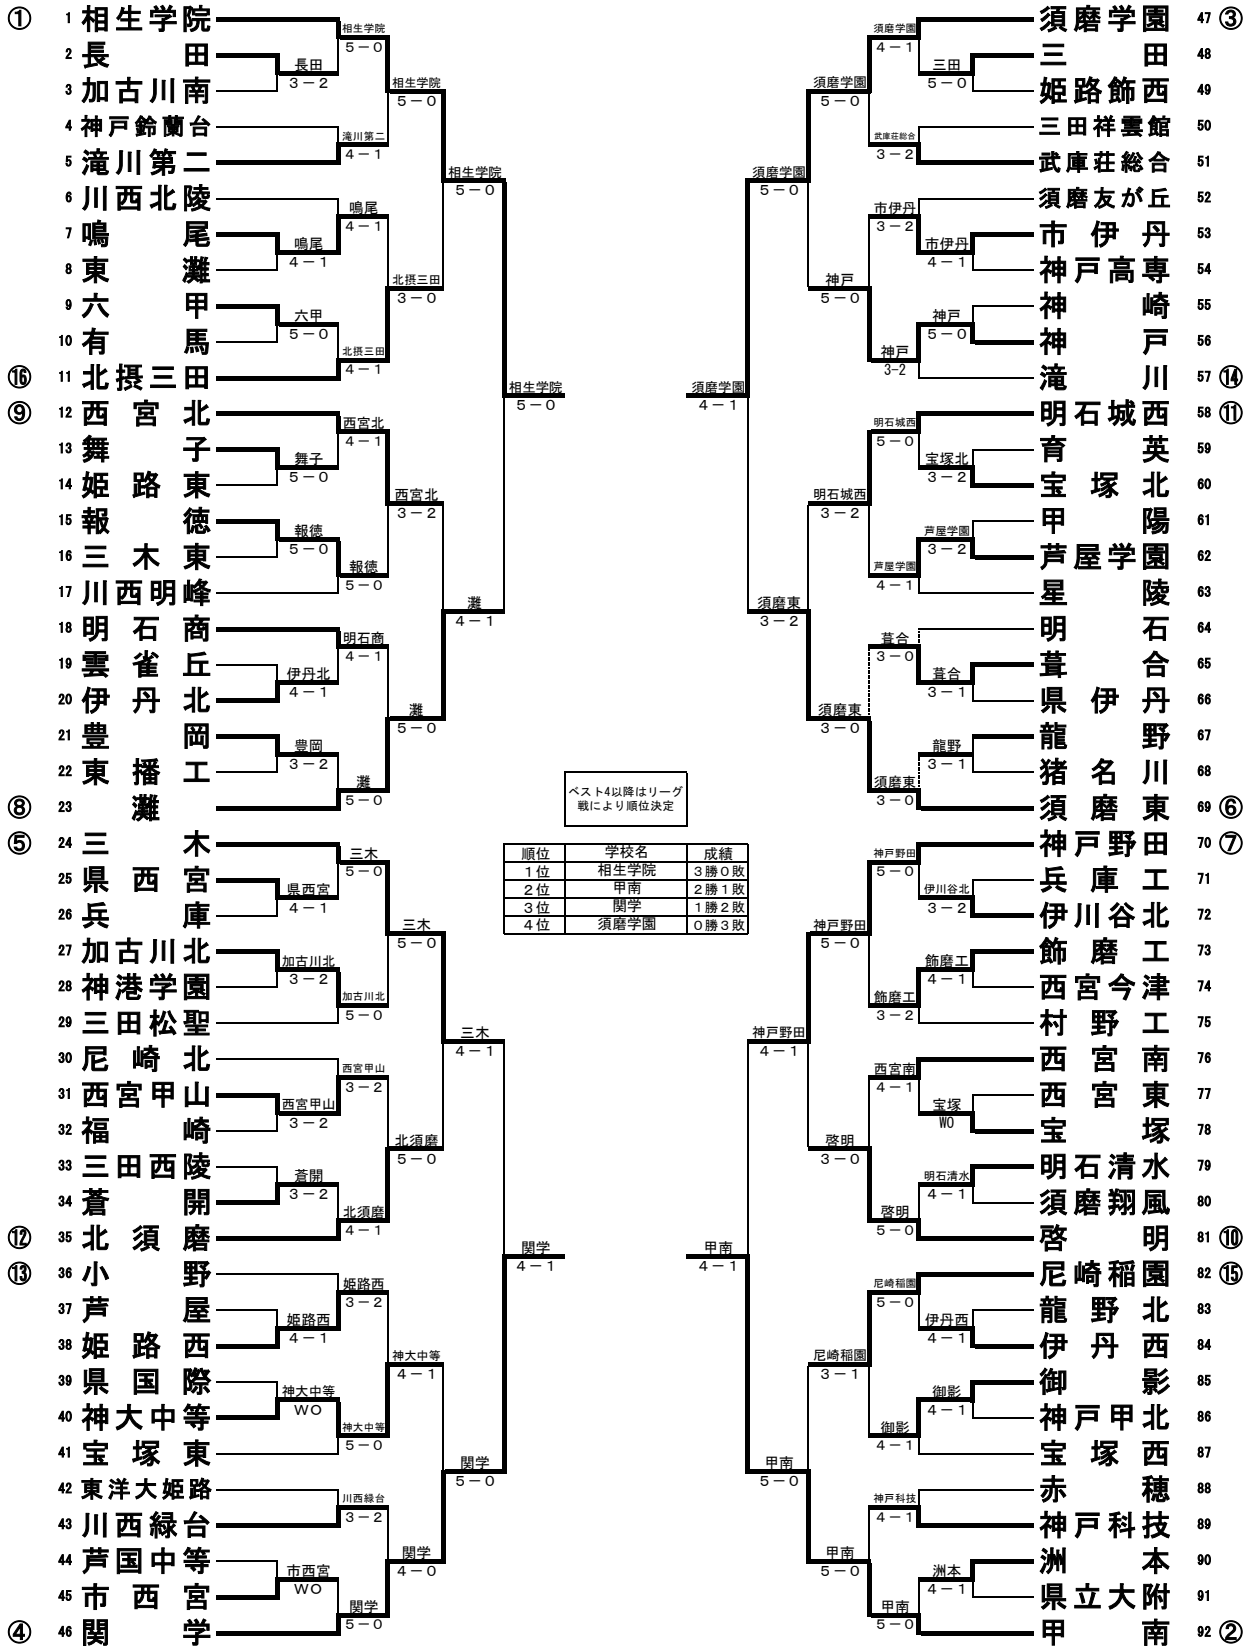 ① 1 相生学院
2 長田
3 加古川南
4 神戸鈴蘭台
5 滝川第二
6 川西北陵
7 鳴尾
8 東灘
9 六甲
10 有馬
⑯ 11 北摂三田
⑨ 12 西宮北
13 舞子
14 姫路東
15 報徳
16 三木東
17 川西明峰
18 明石商
19 雲雀丘
20 伊丹北
21 豊岡
22 東播工
⑧ 23 灘
⑤ 24 三木
25 県西宮
26 兵庫
27 加古川北
28 神港学園
29 三田松聖
30 尼崎北
31 西宮甲山
32 福崎
33 三田西陵
34 蒼開
⑫ 35 北須磨
⑬ 36 小野
37 芦屋
38 姫路西
39 県国際
40 神大中等
41 宝塚東
42 東洋大姫路
43 川西緑台
44 芦国中等
45 市西宮
④ 46 関学
長田
3－2
鳴尾
4－1
六甲
5－0
舞子
5－0
報徳
5－0
伊丹北
4－1
豊岡
3－2
県西宮
4－1
加古川北
3－2
西宮甲山
3－2
蒼開
3－2
姫路西
4－1
神大中等
WO
市西宮
WO
相生学院
5－0
滝川第二
4－1
鳴尾
4－1
北摂三田
4－1
西宮北
4－1
報徳
5－0
明石商
4－1
灘
5－0
三木
5－0
加古川北
5－0
西宮甲山
3－2
北須磨
4－1
姫路西
3－2
神大中等
5－0
川西緑台
3－2
関学
5－0
相生学院
5－0
北摂三田
3－0
西宮北
3－2
灘
5－0
三木
5－0
北須磨
5－0
神大中等
4－1
関学
4－0
相生学院
5－0
灘
4－1
三木
4－1
関学
5－0
相生学院
5－0
関学
4－1
ベスト4以降はリーグ
戦により順位決定
順位 学校名 成績
1位 相生学院 3勝0敗
2位 甲南 2勝1敗
3位 関学 1勝2敗
4位 須磨学園 0勝3敗
須磨学園
4－1
甲南
4－1
須磨学園
5－0
須磨東
3－2
神戸野田
4－1
甲南
5－0
須磨学園
5－0
神戸
5－0
明石城西
3－2
須磨東
3－0
神戸野田
5－0
啓明
3－0
尼崎稲園
3－1
甲南
5－0
須磨学園
4－1
武庫荘総合
3－2
市伊丹
3－2
神戸
3-2
明石城西
5－0
芦屋学園
4－1
葺合
3－0
須磨東
3－0
神戸野田
5－0
飾磨工
3－2
西宮南
4－1
啓明
5－0
尼崎稲園
5－0
御影
4－1
神戸科技
4－1
甲南
5－0
三田
5－0
市伊丹
4－1
神戸
5－0
宝塚北
3－2
芦屋学園
3－2
葺合
3－1
龍野
3－1
伊川谷北
3－2
飾磨工
4－1
宝塚
WO
明石清水
4－1
伊丹西
4－1
御影
4－1
洲本
4－1
須磨学園 47 ③
三田 48
姫路飾西 49
三田祥雲館 50
武庫荘総合 51
須磨友が丘 52
市伊丹 53
神戸高専 54
神崎 55
神戸 56
滝川 57 ⑭
明石城西 58 ⑪
育英 59
宝塚北 60
甲陽 61
芦屋学園 62
星陵 63
明石 64
葺合 65
県伊丹 66
龍野 67
猪名川 68
須磨東 69 ⑥
神戸野田 70 ⑦
兵庫工 71
伊川谷北 72
飾磨工 73
西宮今津 74
村野工 75
西宮南 76
西宮東 77
宝塚 78
明石清水 79
須磨翔風 80
啓明 81 ⑩
尼崎稲園 82 ⑮
龍野北 83
伊丹西 84
御影 85
神戸甲北 86
宝塚西 87
赤穂 88
神戸科技 89
洲本 90
県立大附 91
甲南 92 ②